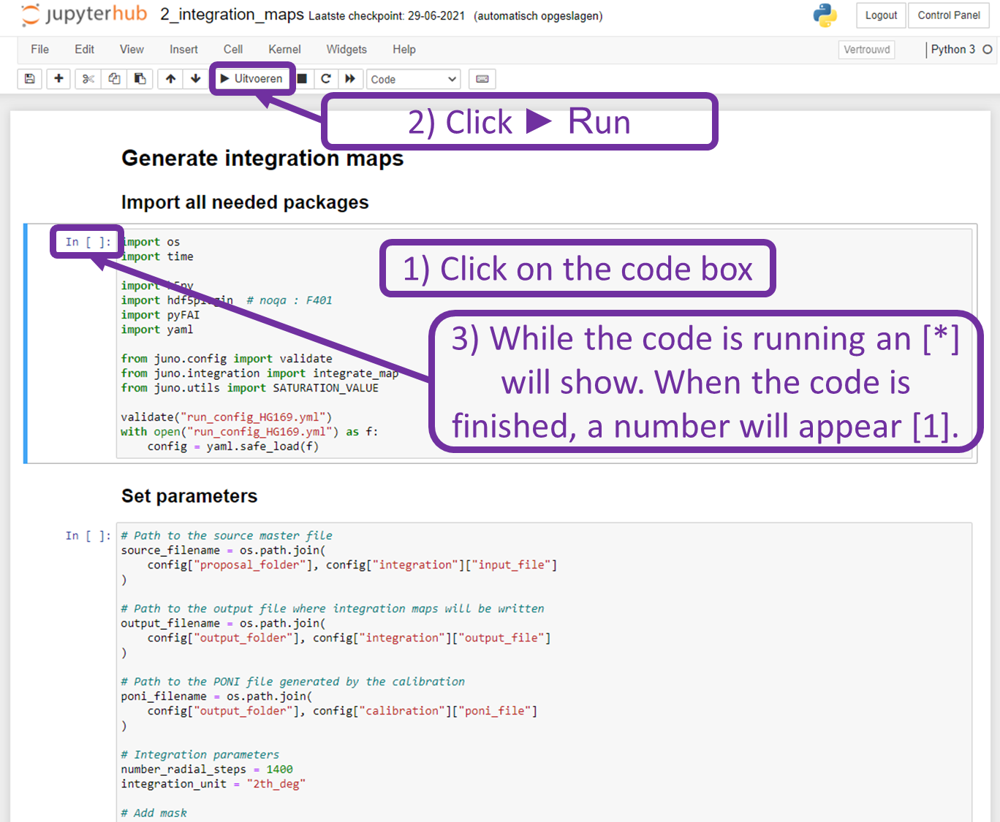 jupyterhub 2_integration_maps Laatste checkpoint: 29-06-2021 (automatisch opgeslagen) Logout Control Panel
File Edit View Insert Cell Kernel Widgets Help Vertrouwd Python 3
Uitvoeren Code
2) Click ► Run
Generate integration maps
Import all needed packages
In [ ]: import os
import time
import h5py
import hdf5plugin # noqa : F401
import pyFAI
import yaml
from juno.config import validate
from juno.integration import integrate_map
from juno.utils import SATURATION_VALUE
validate("run_config_HG169.yml")
with open("run_config_HG169.yml") as f:
config = yaml.safe_load(f)
1) Click on the code box
3) While the code is running an [*]
will show. When the code is
finished, a number will appear [1].
Set parameters
In [ ]: # Path to the source master file
source_filename = os.path.join(
config["proposal_folder"], config["integration"]["input_file"]
)
# Path to the output file where integration maps will be written
output_filename = os.path.join(
config["output_folder"], config["integration"]["output_file"]
)
# Path to the PONI file generated by the calibration
poni_filename = os.path.join(
config["output_folder"], config["calibration"]["poni_file"]
)
# Integration parameters
number_radial_steps = 1400
integration_unit = "2th_deg"
# Add mask